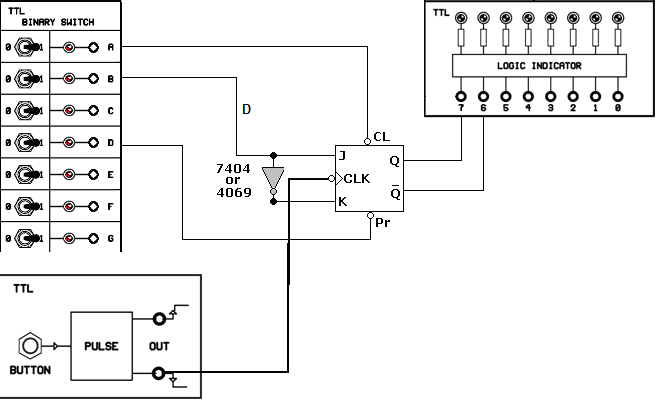 TTL
BINARY SWITCH
0 1 A
0 1 B
0 1 C
0 1 D
0 1 E
0 1 F
0 1 G
TTL
LOGIC INDICATOR
7 6 5 4 3 2 1 0
D
CL
J Q
7404
or
4069
CLK
K Q
Pr
TTL
PULSE OUT
BUTTON